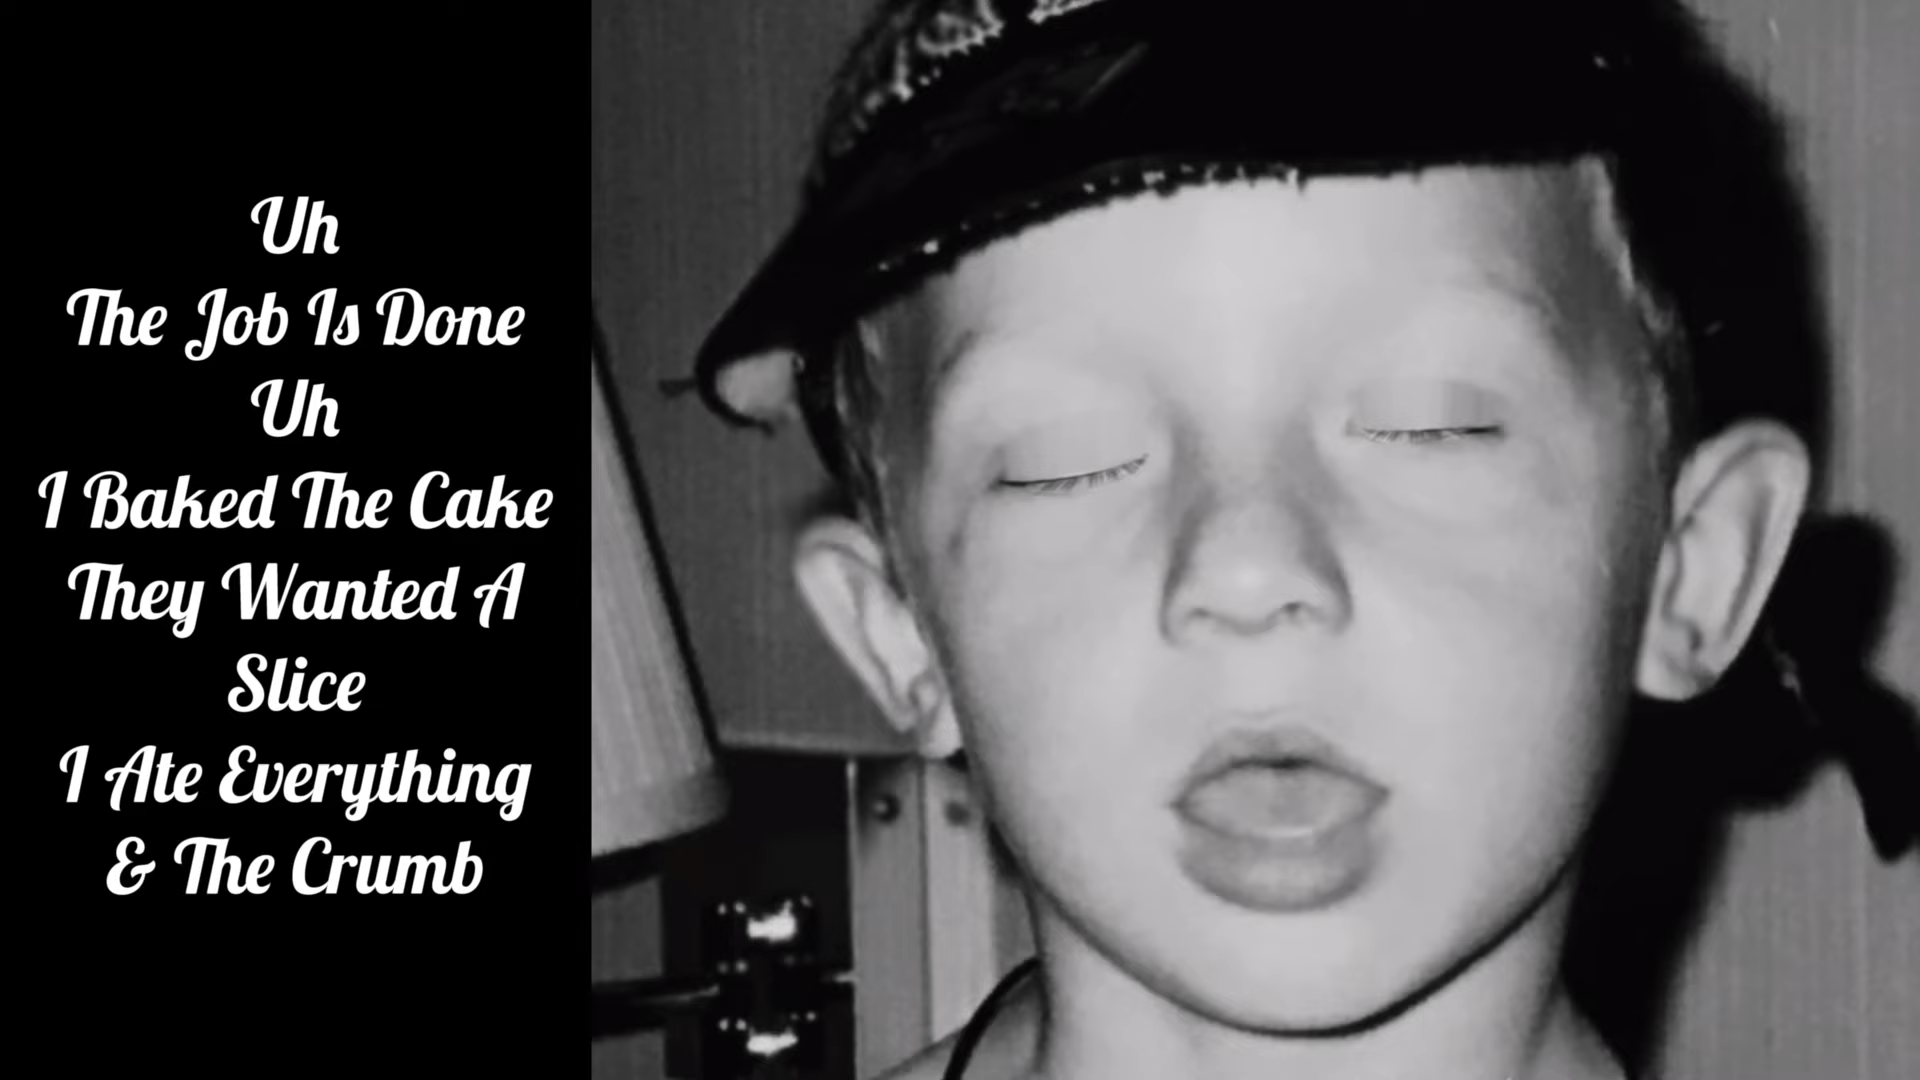 Uh
The Job Is Done
Uh
I Baked The Cake
They Wanted A
Slice
I Ate Everything
& The Crumb